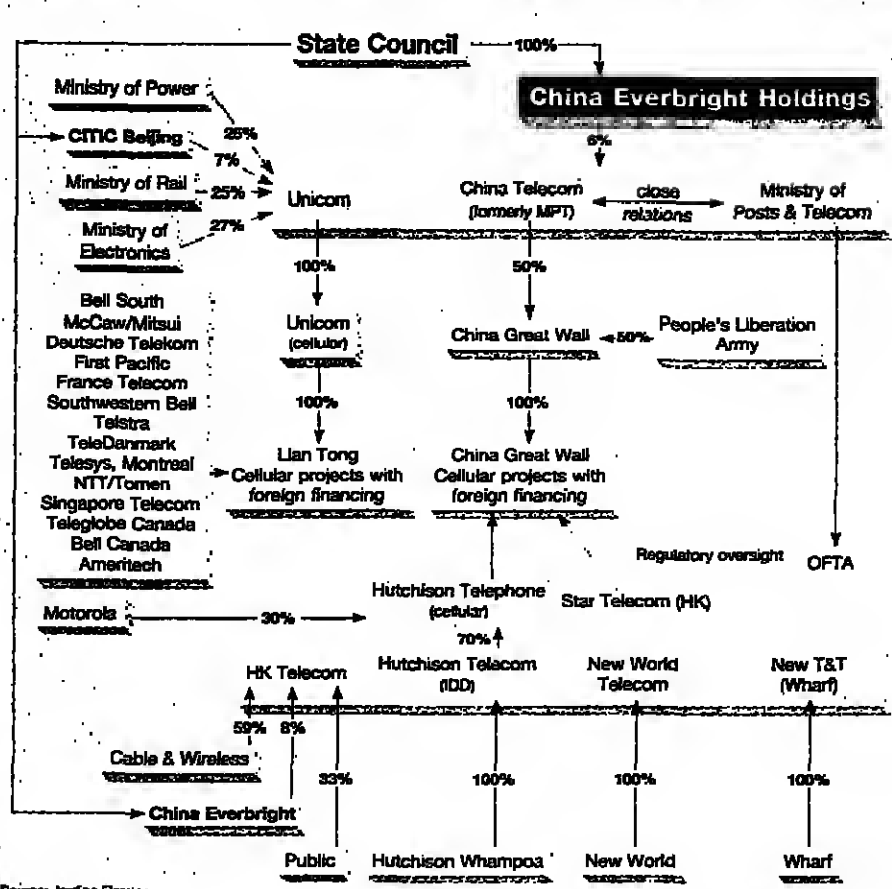 State Council
100%
China Everbright Holdings
6%
Ministry of Power
25%
CITIC Beijing
7%
Ministry of Rail
25%
Ministry of
Electronics
27%
Unicom
China Telecom
(formerly MPT)
close
relations
Ministry of
Posts & Telecom
100%
50%
Bell South
McCaw/Mitsui
Deutsche Telekom
First Pacific
France Telecom
Southwestern Bell
Telstra
TeleDanmark
Telesys, Montreal
NTT/Tomen
Singapore Telecom
Teleglobe Canada
Bell Canada
Ameritech
Unicom
(cellular)
China Great Wall
50%
People's Liberation
Army
100%
100%
Lian Tong
Cellular projects with
foreign financing
China Great Wall
Cellular projects with
foreign financing
Regulatory oversight
OFTA
Motorola
30%
Hutchison Telephone
(cellular)
Star Telecom (HK)
70%
HK Telecom
Hutchison Telecom
(IDD)
New World
Telecom
New T&T
(Wharf)
59%
8%
Cable & Wireless
33%
100%
100%
100%
China Everbright
Public
Hutchison Whampoa
New World
Wharf